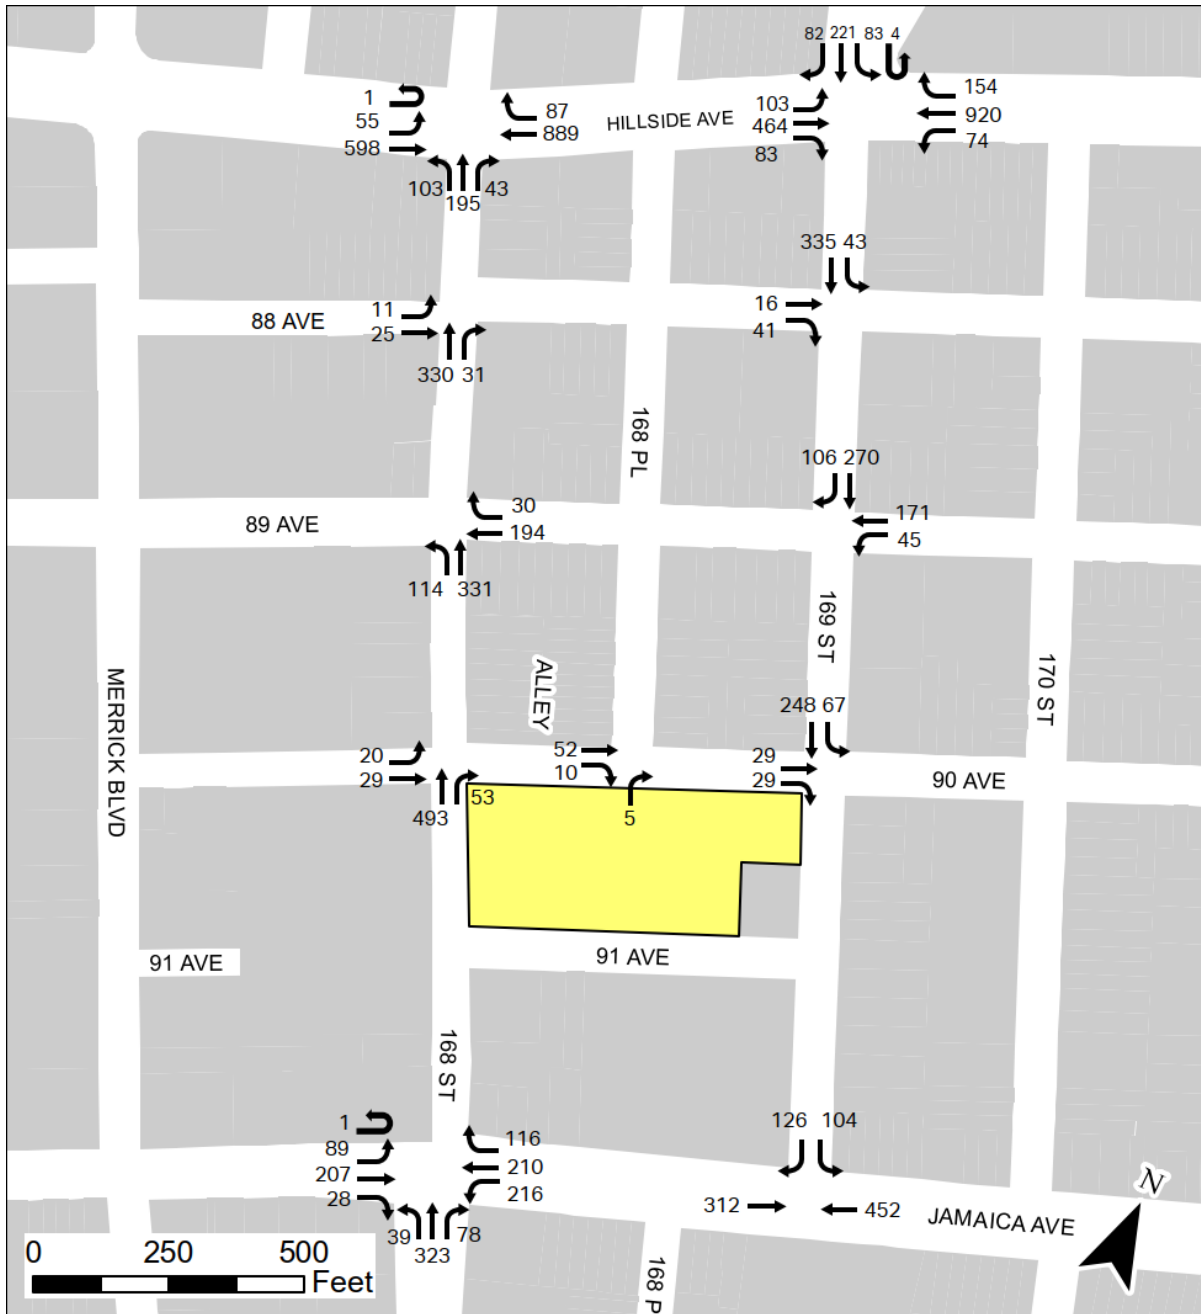 82 221 83 4
1
55
598
87
889
HILLSIDE AVE
103
464
83
154
920
74
103 195 43
335 43
11
25
88 AVE
16
41
330 31
168 PL
106 270
30
194
89 AVE
171
45
114 331
169 ST
ALLEY
MERRICK BLVD
170 ST
248 67
20
29
52
10
29
29
90 AVE
493 53
5
91 AVE
91 AVE
168 ST
1
89
207
28
116
210
216
126 104
312
452
JAMAICA AVE
N
39 323 78
168 P
0 250 500
Feet